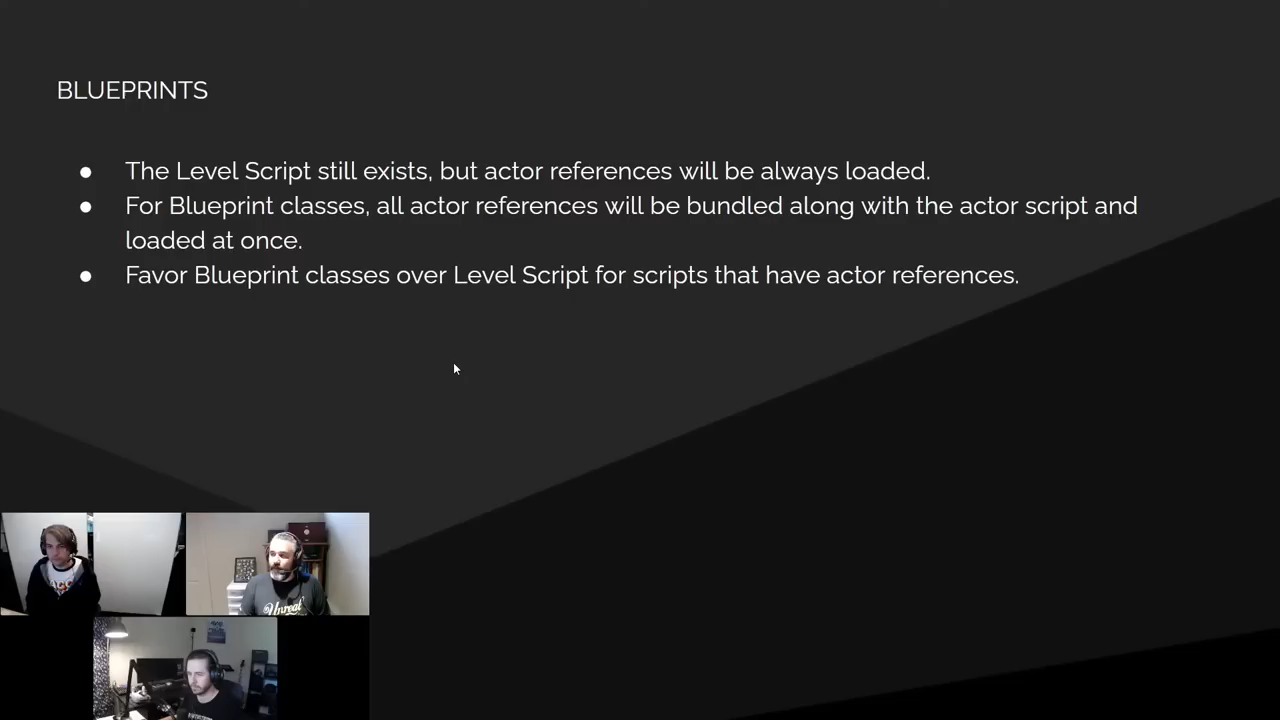 BLUEPRINTS
● The Level Script still exists, but actor references will be always loaded.
● For Blueprint classes, all actor references will be bundled along with the actor script and
loaded at once.
● Favor Blueprint classes over Level Script for scripts that have actor references.
Unreal